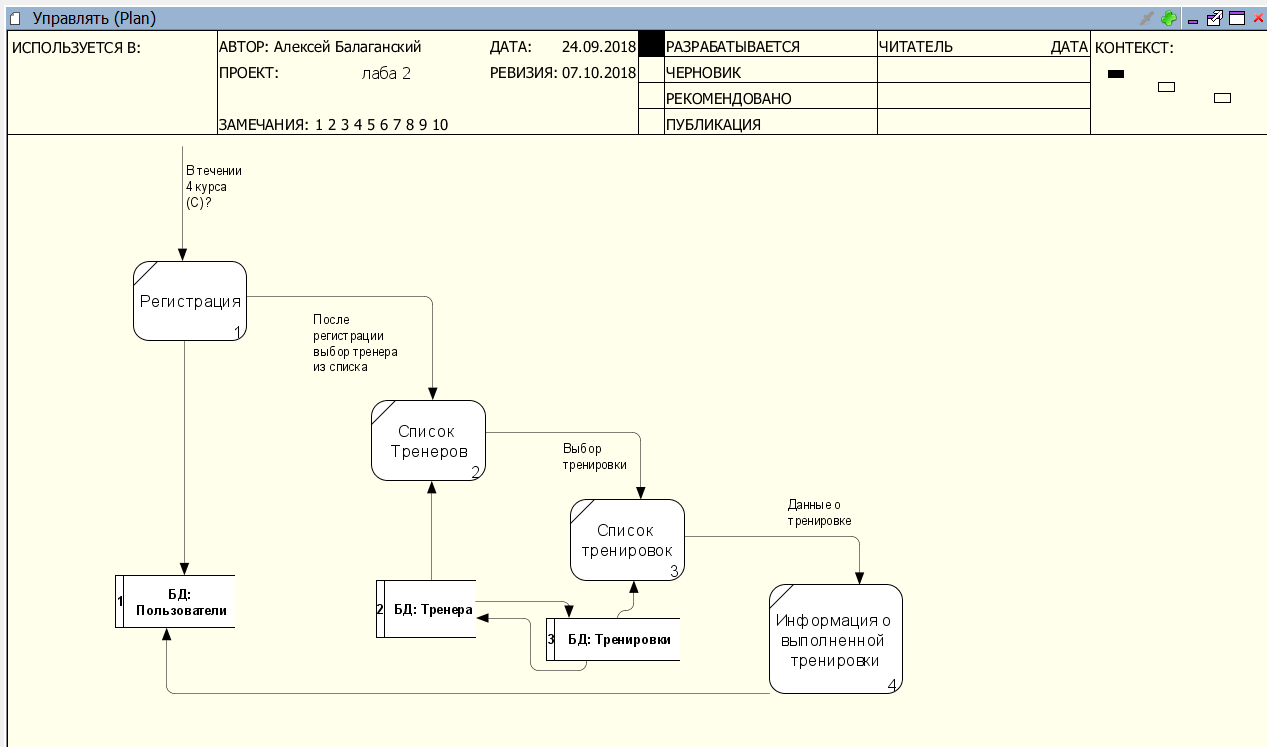 Управлять (Plan)
ИСПОЛЬЗУЕТСЯ В:
АВТОР: Алексей Балаганский
ДАТА: 24.09.2018
РАЗРАБАТЫВАЕТСЯ
ЧИТАТЕЛЬ
ДАТА
КОНТЕКСТ:
ПРОЕКТ: лаба 2
РЕВИЗИЯ: 07.10.2018
ЧЕРНОВИК
РЕКОМЕНДОВАНО
ЗАМЕЧАНИЯ: 1 2 3 4 5 6 7 8 9 10
ПУБЛИКАЦИЯ
В течении
4 курса
(С)?
Регистрация
1
После
регистрации
выбор тренера
из списка
Список
Тренеров
2
Выбор
тренировки
Список
тренировок
3
Данные о
тренировке
Информация о
выполненной
тренировки
4
1
БД:
Пользователи
2
БД: Тренера
3
БД: Тренировки